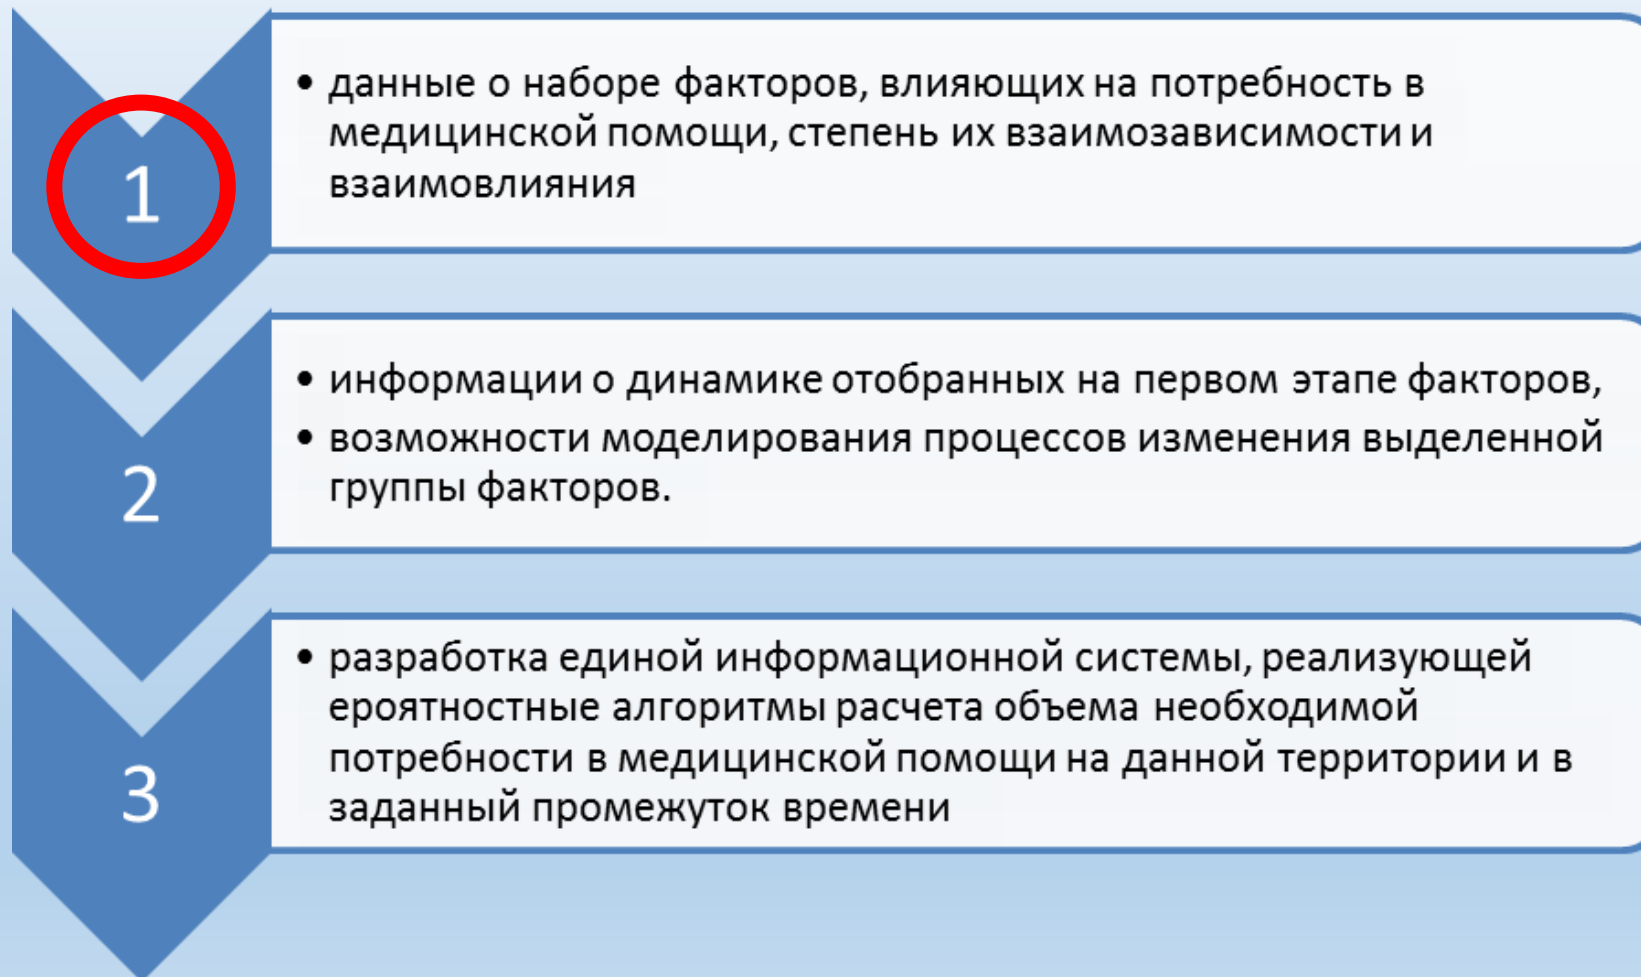 1
• данные о наборе факторов, влияющих на потребность в
медицинской помощи, степень их взаимозависимости и
взаимовлияния
2
• информации о динамике отобранных на первом этапе факторов,
• возможности моделирования процессов изменения выделенной
группы факторов.
3
• разработка единой информационной системы, реализующей
ероятностные алгоритмы расчета объема необходимой
потребности в медицинской помощи на данной территории и в
заданный промежуток времени